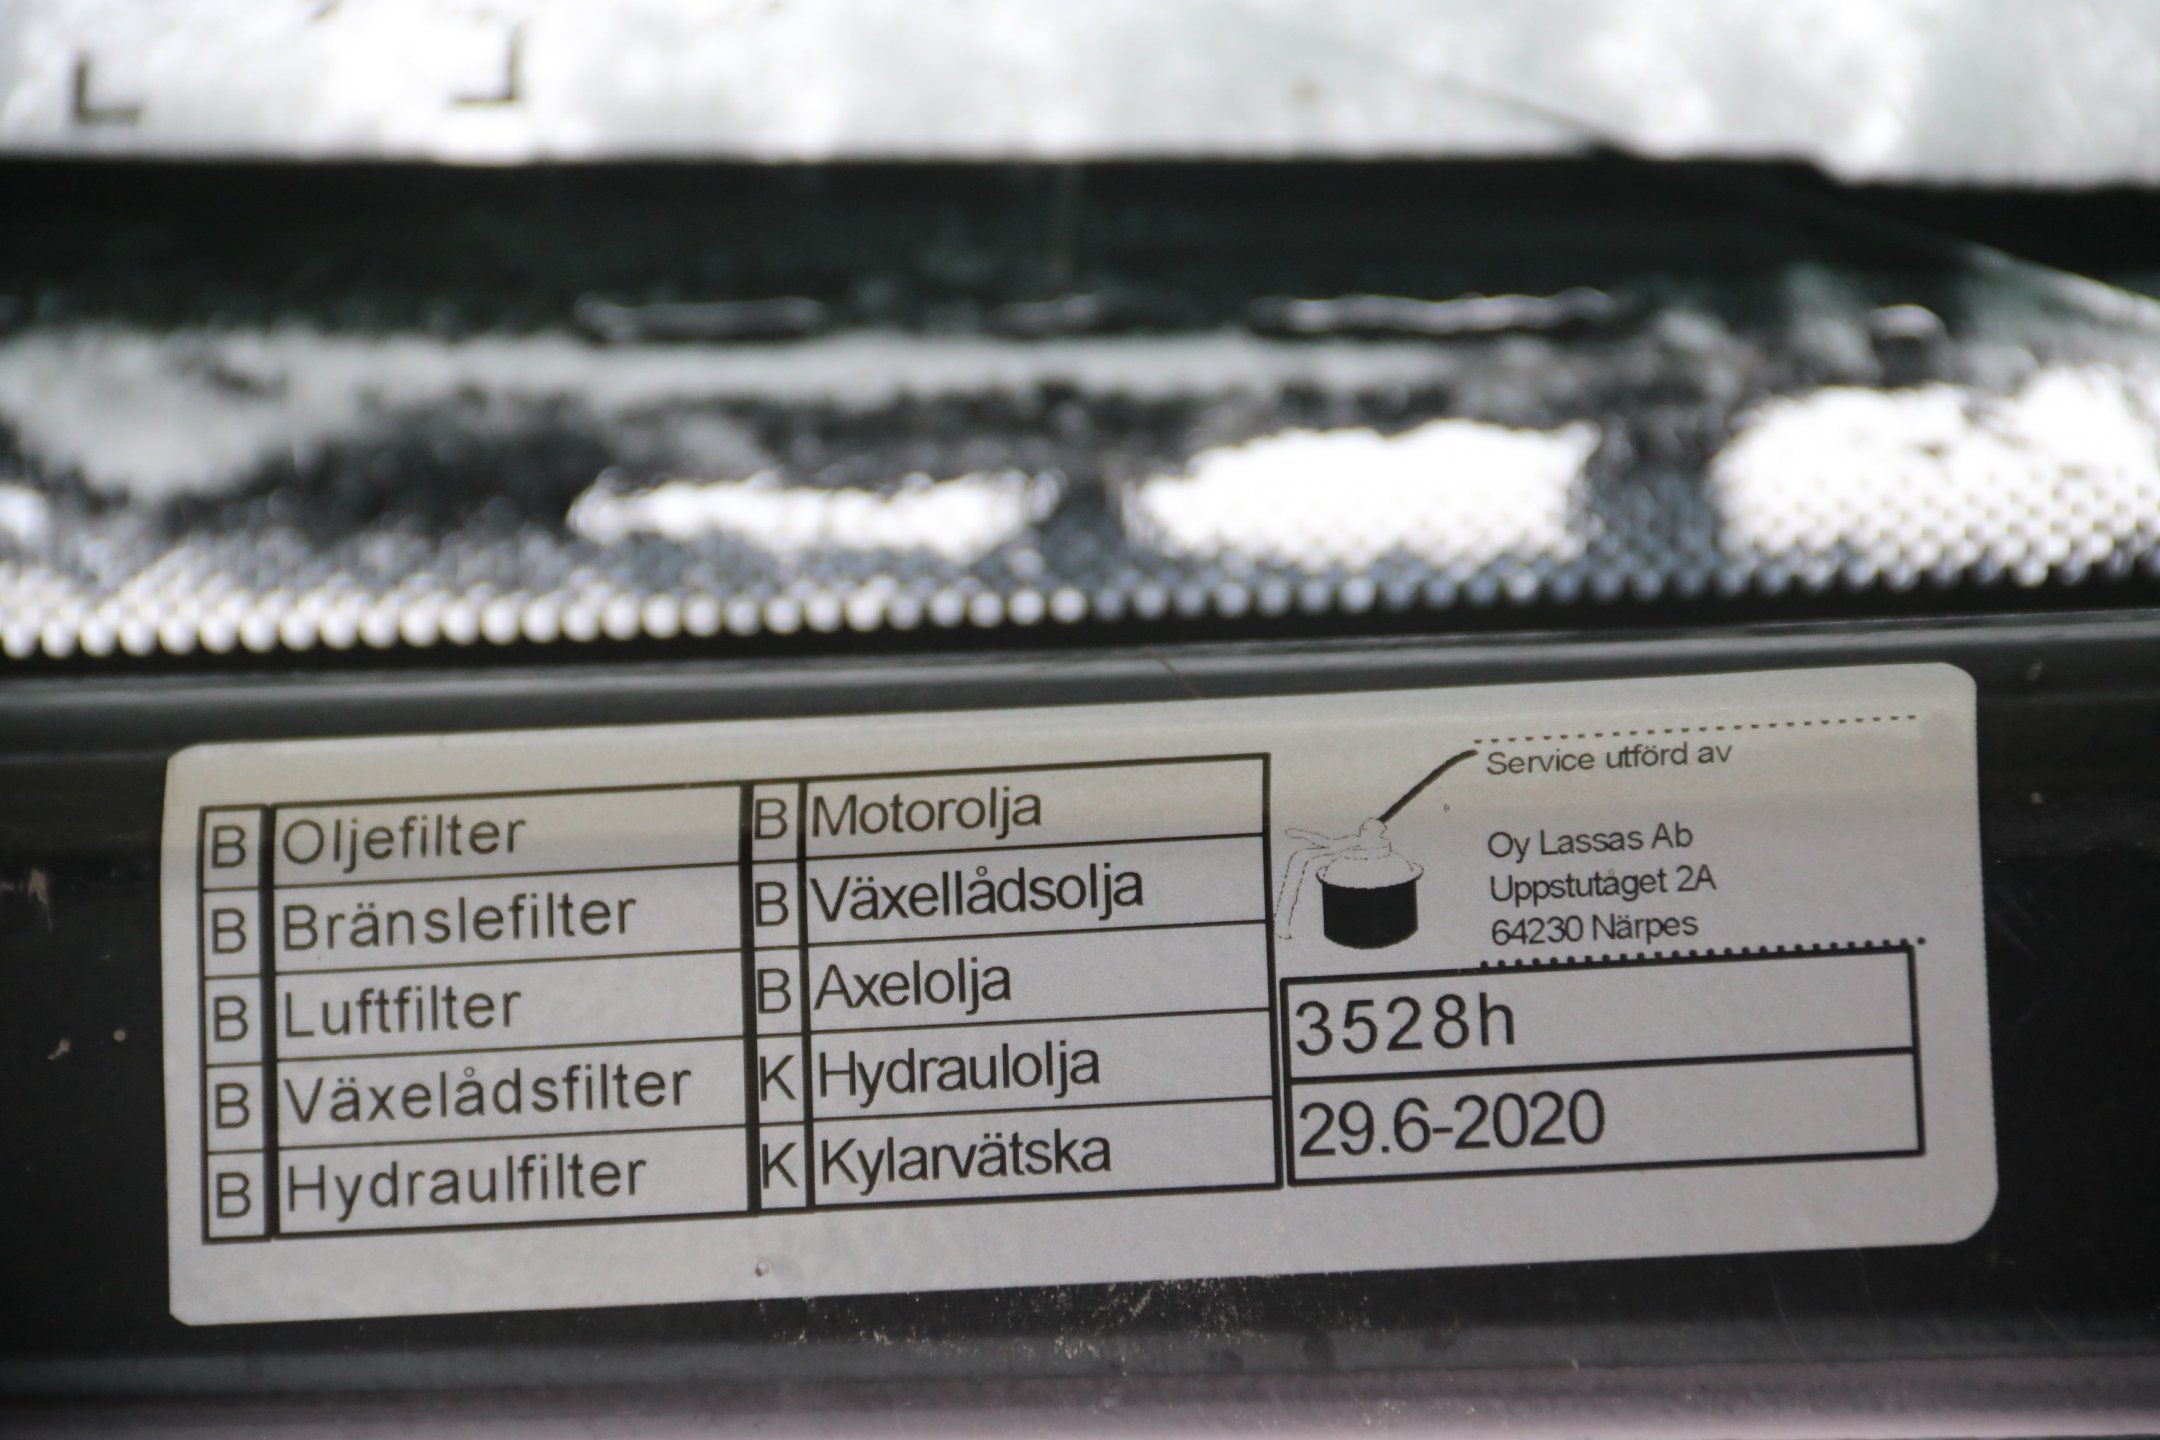 B Oljefilter B Motorolja
B Bränslefilter B Växellådsolja
B Luftfilter B Axelolja
B Växelådsfilter K Hydraulolja
B Hydraulfilter K Kylarvätska
Service utförd av
Oy Lassas Ab
Uppstutåget 2A
64230 Närpes
3528h
29.6-2020